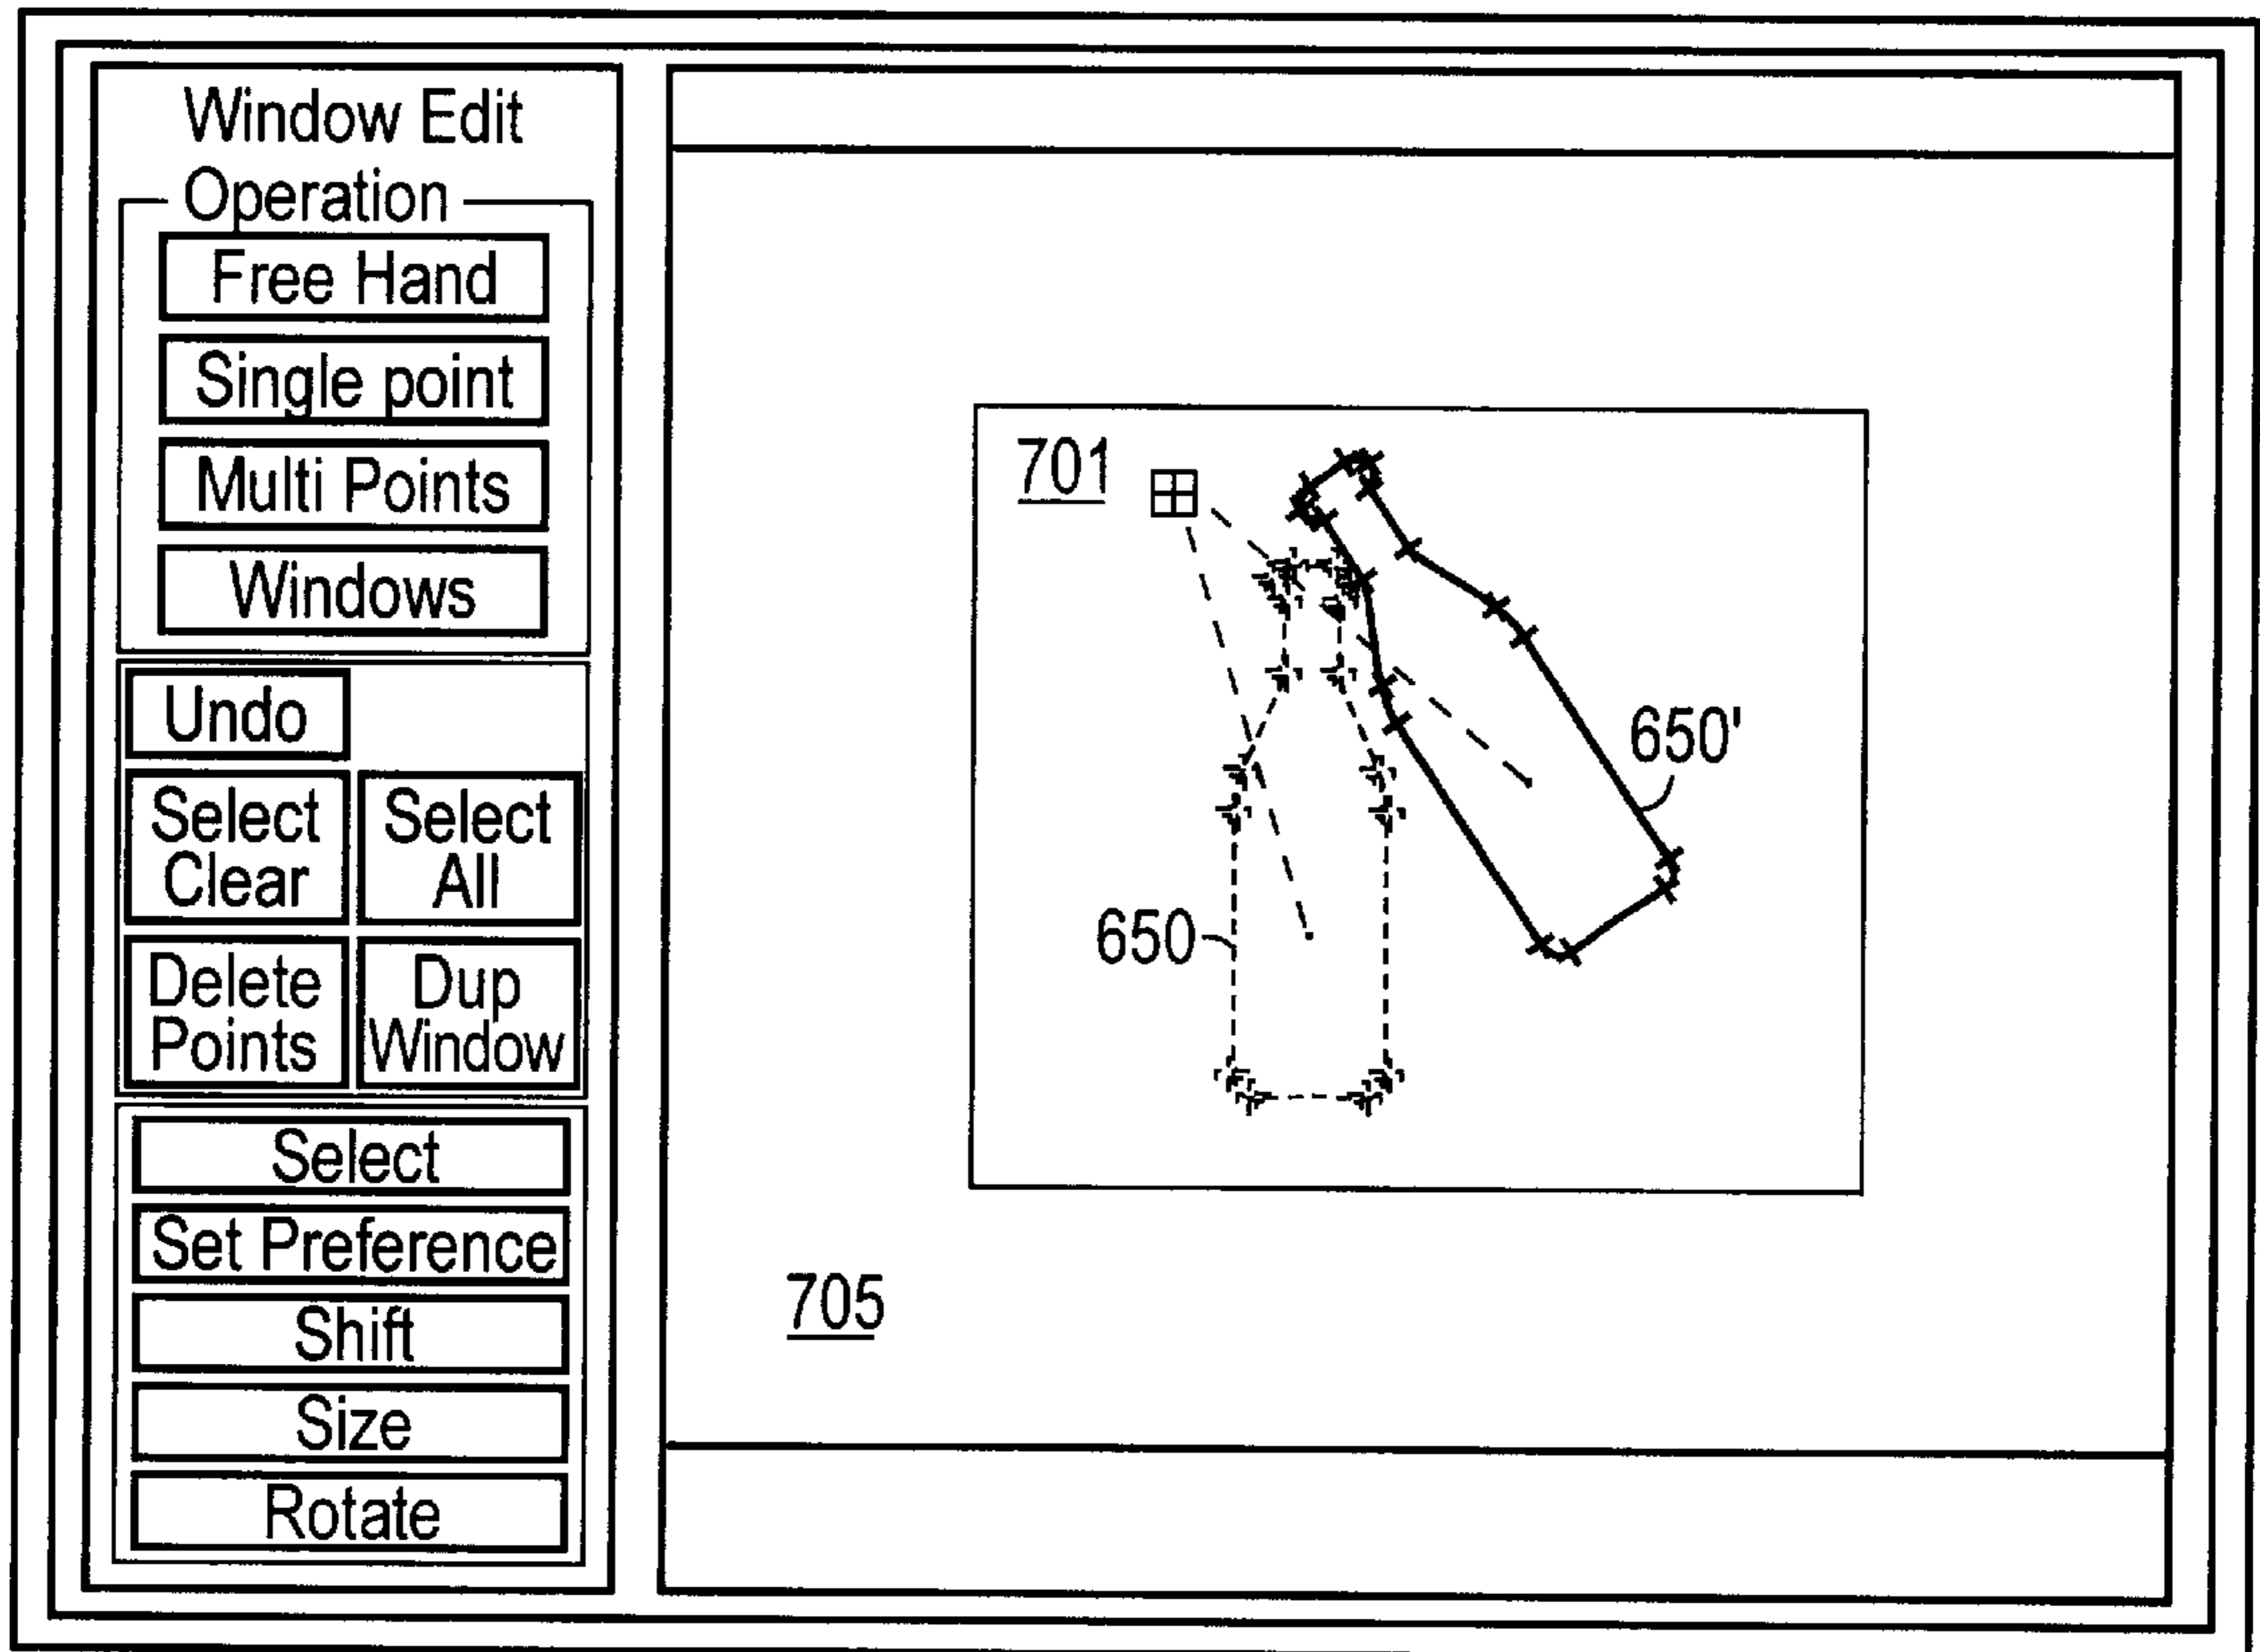 Window Edit
Operation
Free Hand
Single point
Multi Points
Windows
Undo
Select
Clear
Select
All
Delete
Points
Dup
Window
Select
Set Preference
Shift
Size
Rotate
701
650'
650
705